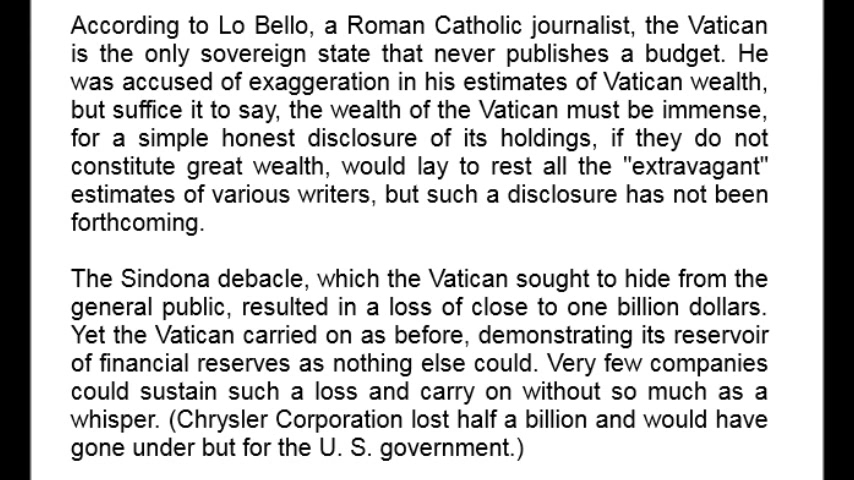 According to Lo Bello, a Roman Catholic journalist, the Vatican
is the only sovereign state that never publishes a budget. He
was accused of exaggeration in his estimates of Vatican wealth,
but suffice it to say, the wealth of the Vatican must be immense,
for a simple honest disclosure of its holdings, if they do not
constitute great wealth, would lay to rest all the "extravagant"
estimates of various writers, but such a disclosure has not been
forthcoming.
The Sindona debacle, which the Vatican sought to hide from the
general public, resulted in a loss of close to one billion dollars.
Yet the Vatican carried on as before, demonstrating its reservoir
of financial reserves as nothing else could. Very few companies
could sustain such a loss and carry on without so much as a
whisper. (Chrysler Corporation lost half a billion and would have
gone under but for the U. S. government.)